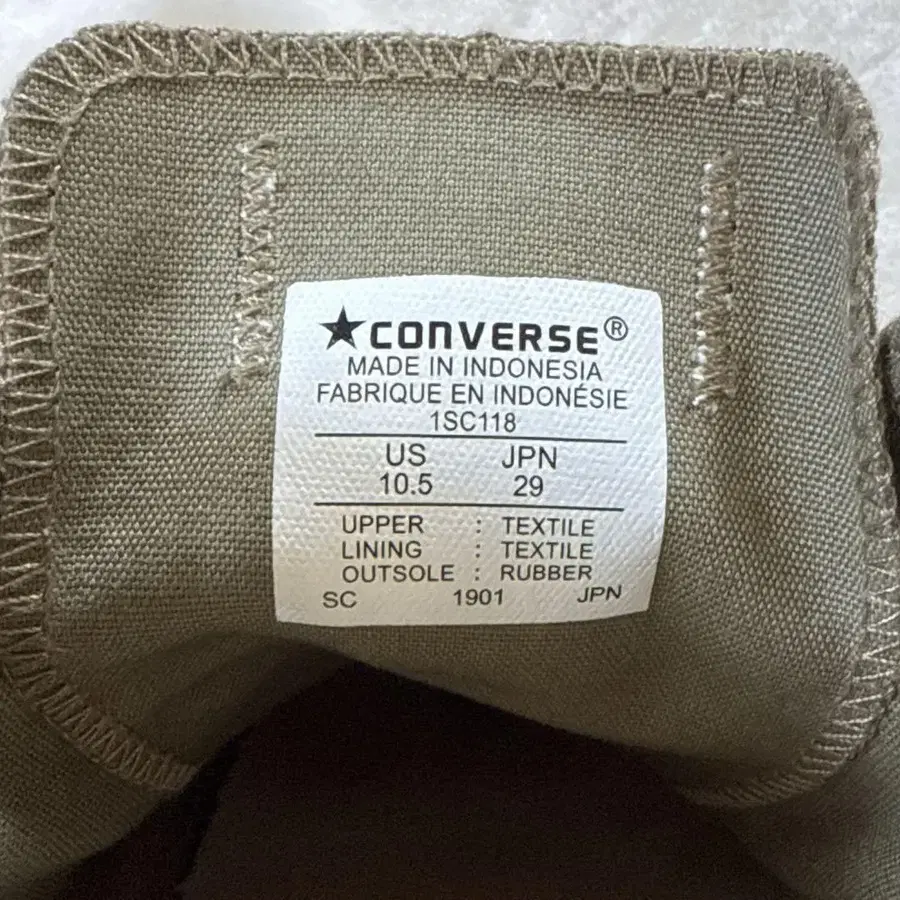 ★CONVERSE®
MADE IN INDONESIA
FABRIQUE EN INDONÉSIE
1SC118
US JPN
10.5 29
UPPER : TEXTILE
LINING : TEXTILE
OUTSOLE : RUBBER
SC 1901 JPN